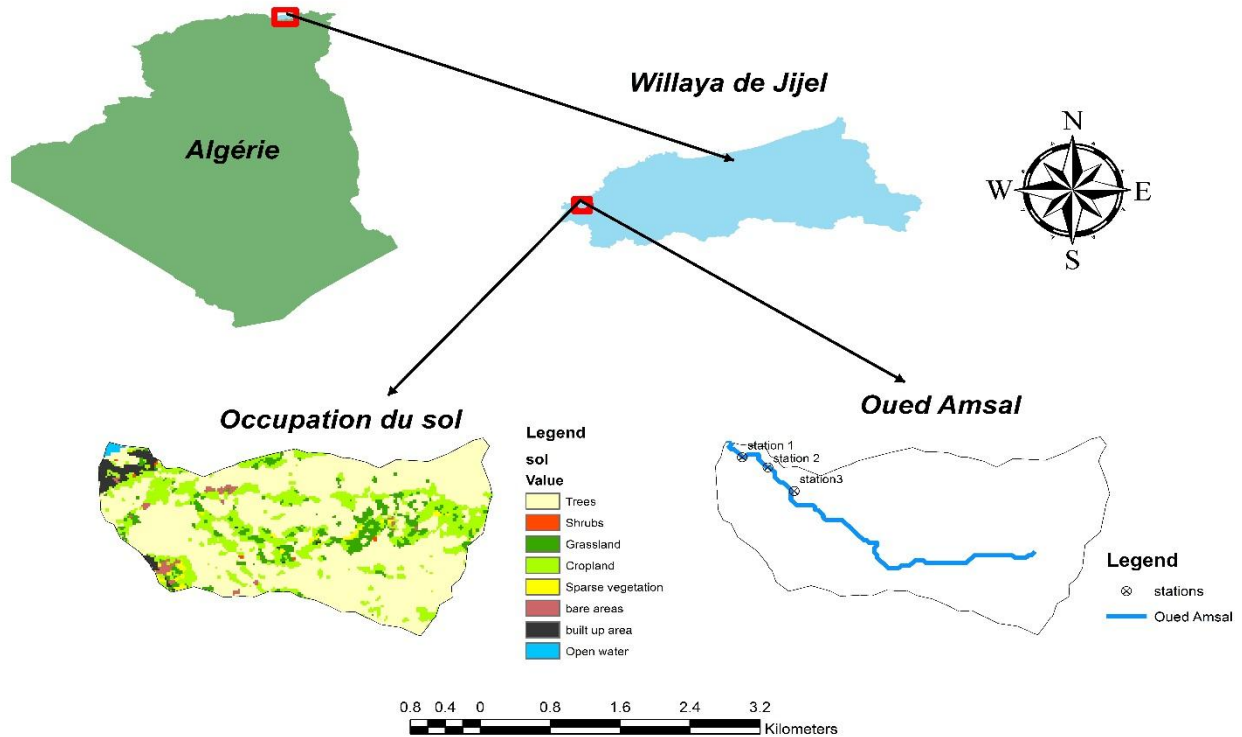 Algérie
Willaya de Jijel
N
W E
S
Occupation du sol
Legend
sol
Value
Trees
Shrubs
Grassland
Cropland
Sparse vegetation
bare areas
built up area
Open water
Oued Amsal
station 1
station 2
station3
Legend
stations
Oued Amsal
0.8 0.4 0 0.8 1.6 2.4 3.2
Kilometers